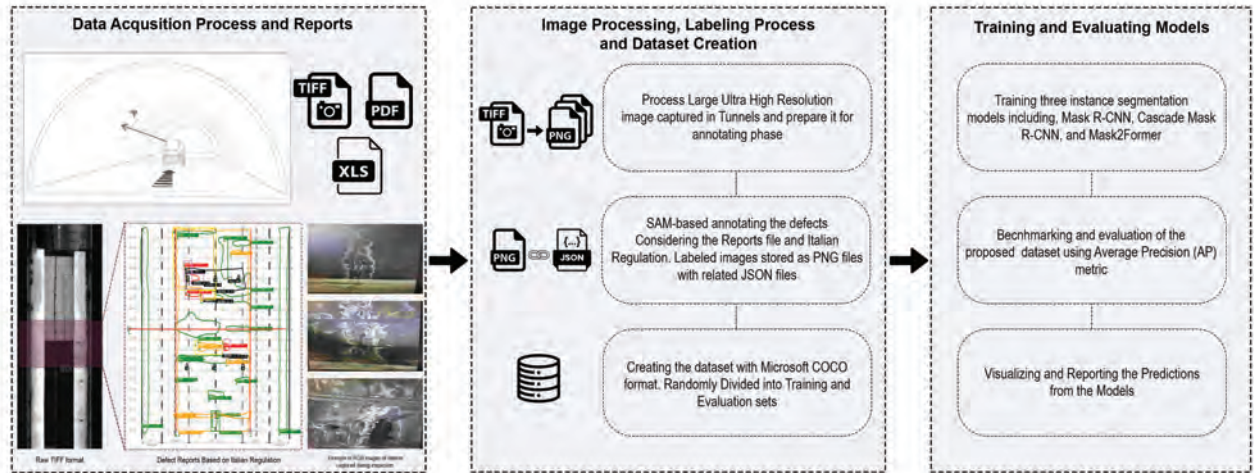 Data Acqusition Process and Reports
TIFF
PDF
XLS
Raw TIFF format
Defect Reports Based on Italian Regulation
captured during inspection
Image Processing, Labeling Process
and Dataset Creation
TIFF
PNG
Process Large Ultra High Resolution
image captured in Tunnels and prepare it for
annotating phase
PNG
{...}
JSON
SAM-based annotating the defects
Considering the Reports file and Italian
Regulation. Labeled images stored as PNG files
with related JSON files
Creating the dataset with Microsoft COCO
format. Randomly Divided into Training and
Evaluation sets
Training and Evaluating Models
Training three instance segmentation
models including, Mask R-CNN, Cascade Mask
R-CNN, and Mask2Former
Becnhmarking and evaluation of the
proposed dataset using Average Precision (AP)
metric
Visualizing and Reporting the Predictions
from the Models